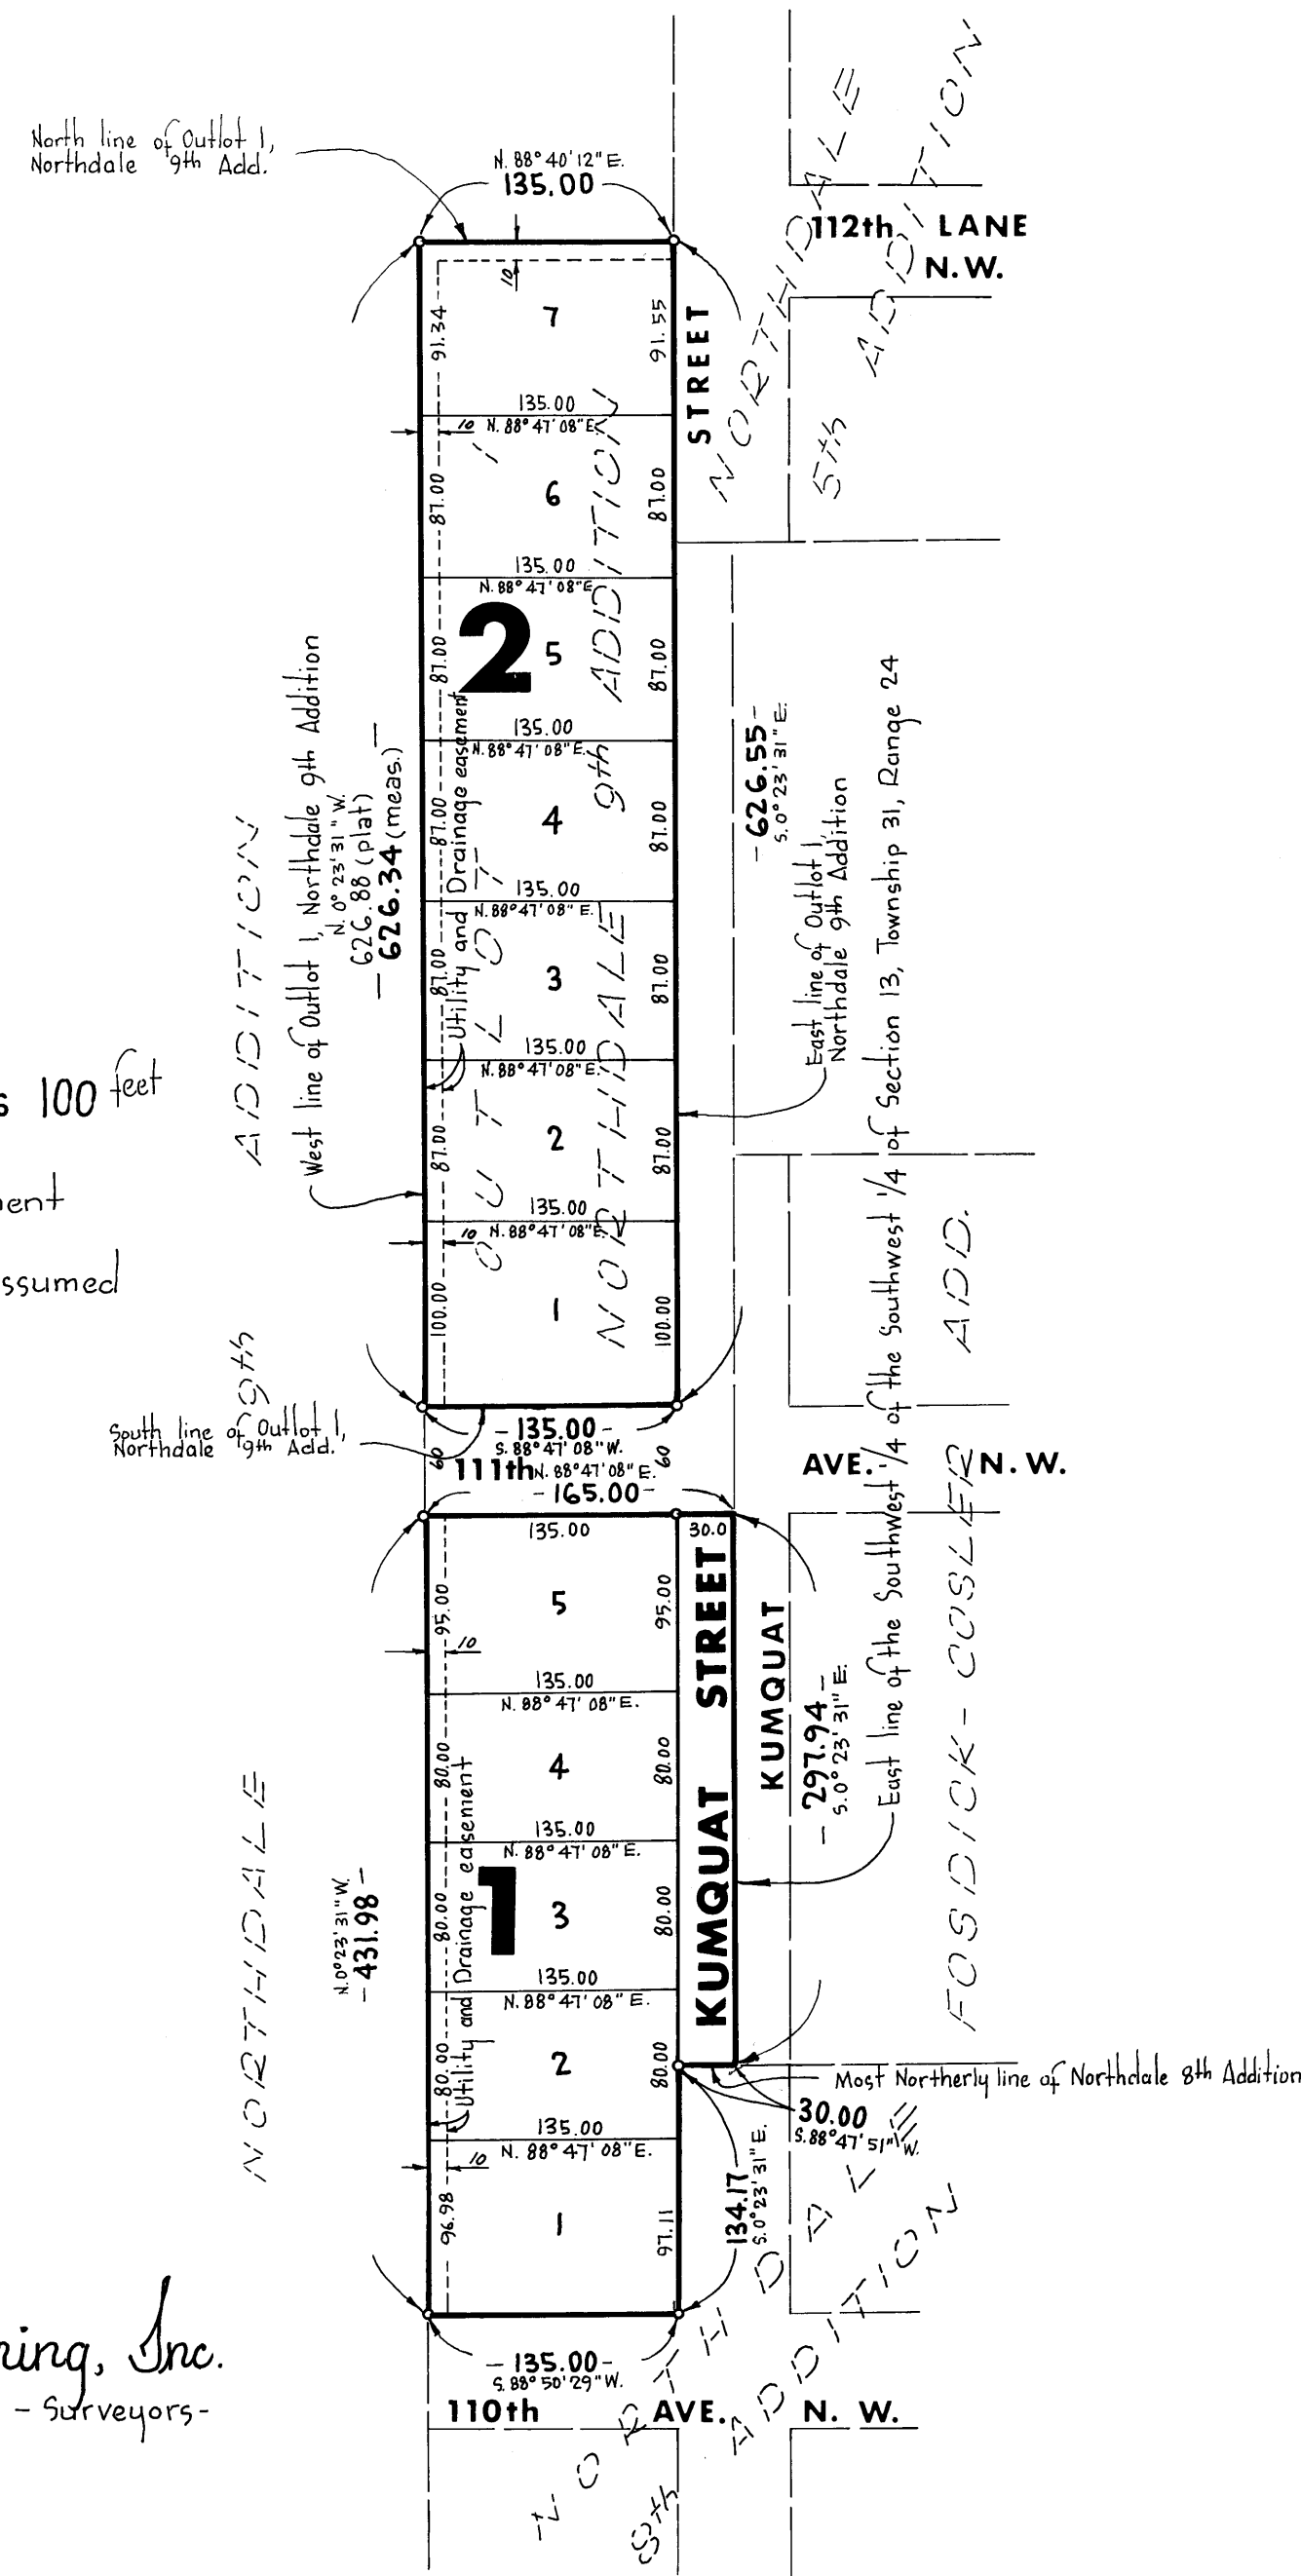 North line of Outlot 1,
Northdale 9th Add.
N. 88° 40' 12" E.
135.00
112th LANE
N.W.
NORTHDALE
5th ADDITION
STREET
10
7
91.34
91.55
135.00
N. 88° 47' 08" E.
10
6
87.00
87.00
135.00
N. 88° 47' 08" E.
2
5
87.00
87.00
135.00
N. 88° 47' 08" E.
4
87.00
87.00
135.00
N. 88° 47' 08" E.
3
87.00
87.00
135.00
N. 88° 47' 08" E.
2
87.00
87.00
135.00
N. 88° 47' 08" E.
10
1
100.00
100.00
Utility and Drainage easement
OUTLOT 1
NORTHDALE 9th ADDITION
West line of Outlot 1, Northdale 9th Addition
N. 0° 23' 31" W.
626.88 (plat)
- 626.34 (meas.) -
- 626.55 -
S. 0° 23' 31" E.
East line of Outlot 1,
Northdale 9th Addition
East line of the Southwest 1/4 of the Southwest 1/4 of Section 13, Township 31, Range 24
NORTHDALE 9th ADDITION
s 100 feet
ent
ssumed
South line of Outlot 1,
Northdale 9th Add.
- 135.00 -
S. 88° 47' 08" W.
60
60
111th AVE. N. W.
N. 88° 47' 08" E.
- 165.00 -
135.00
30.0
5
95.00
95.00
10
135.00
N. 88° 47' 08" E.
4
80.00
80.00
135.00
N. 88° 47' 08" E.
1
3
80.00
80.00
135.00
N. 88° 47' 08" E.
2
80.00
80.00
135.00
N. 88° 47' 08" E.
10
1
96.98
97.11
Utility and Drainage easement
KUMQUAT STREET
KUMQUAT
- 297.94 -
S. 0° 23' 31" E.
FOSDICK - COSLER ADD.
N. 0° 23' 31" W.
- 431.98 -
Most Northerly line of Northdale 8th Addition
30.00
S. 88° 47' 51" W.
134.17
S. 0° 23' 31" E.
- 135.00 -
S. 88° 50' 29" W.
110th AVE. N. W.
NORTHDALE
8th ADDITION
ning, Inc.
- Surveyors -